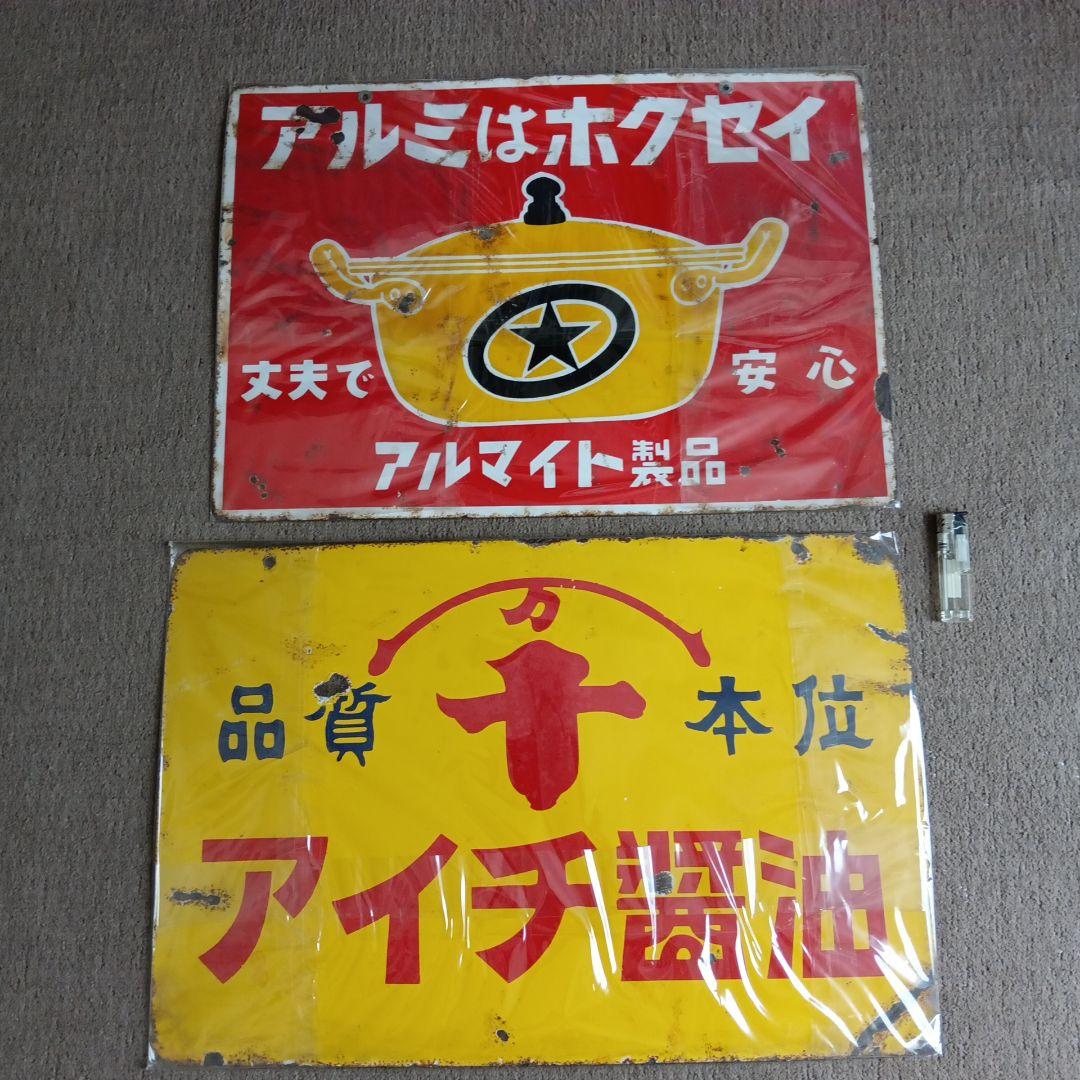 アルミはホクセイ
丈夫で 安心
アルマイト製品
万
十
品質 本位
アイチ醤油